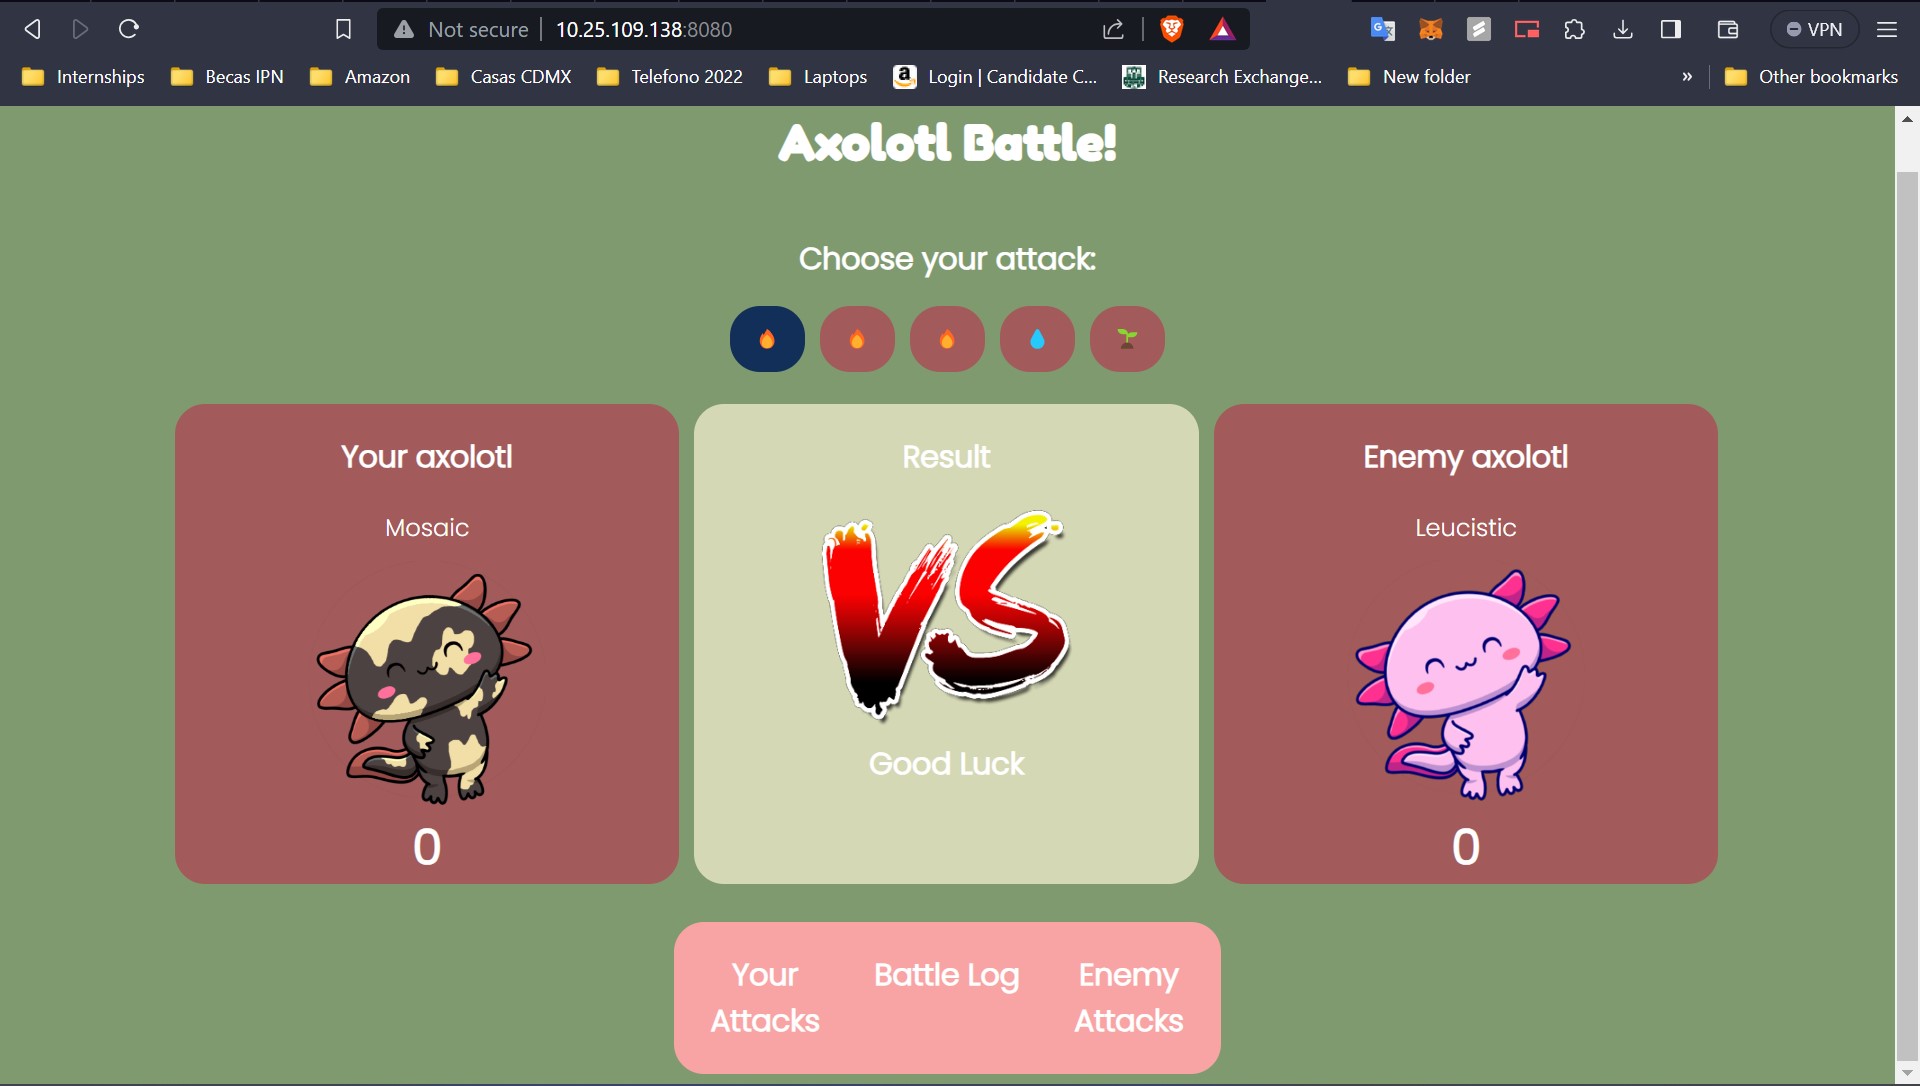 Not secure 10.25.109.138:8080 VPN
Internships Becas IPN Amazon Casas CDMX Telefono 2022 Laptops Login | Candidate C... Research Exchange... New folder » Other bookmarks
Axolotl Battle!
Choose your attack:
Your axolotl
Mosaic
0
Result
VS
Good Luck
Enemy axolotl
Leucistic
0
Your
Attacks
Battle Log
Enemy
Attacks